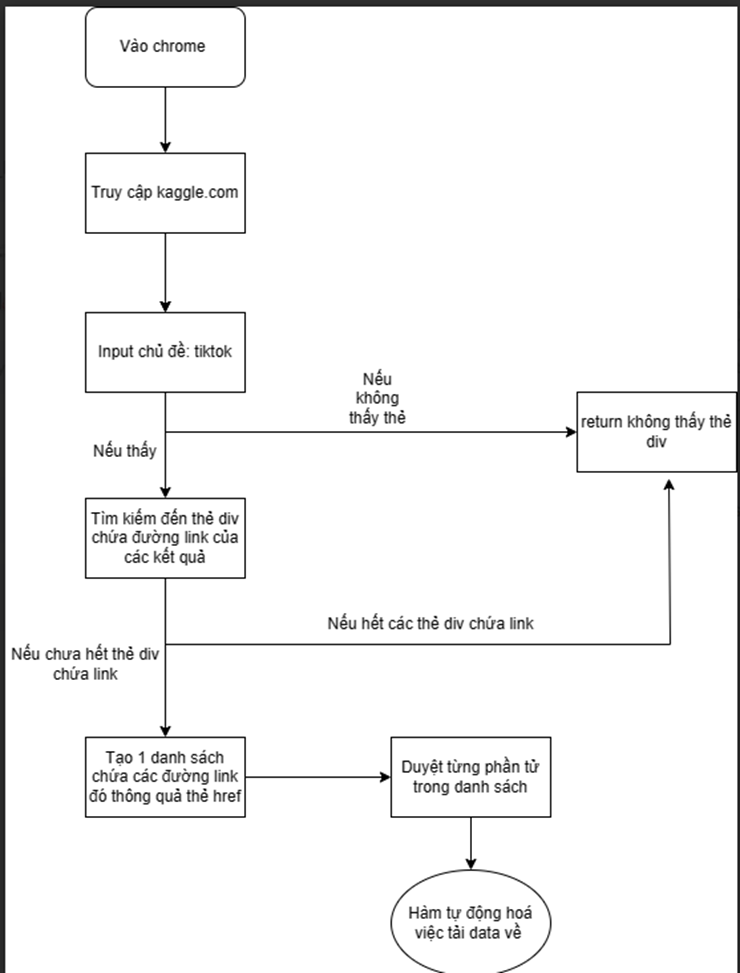 Vào chrome
Truy cập kaggle.com
Input chủ đề: tiktok
Nếu
không
thấy thẻ
return không thấy thẻ
div
Nếu thấy
Tìm kiếm đến thẻ div
chứa đường link của
các kết quả
Nếu hết các thẻ div chứa link
Nếu chưa hết thẻ div
chứa link
Tạo 1 danh sách
chứa các đường link
đó thông quả thẻ href
Duyệt từng phần tử
trong danh sách
Hàm tự động hoá
việc tải data về